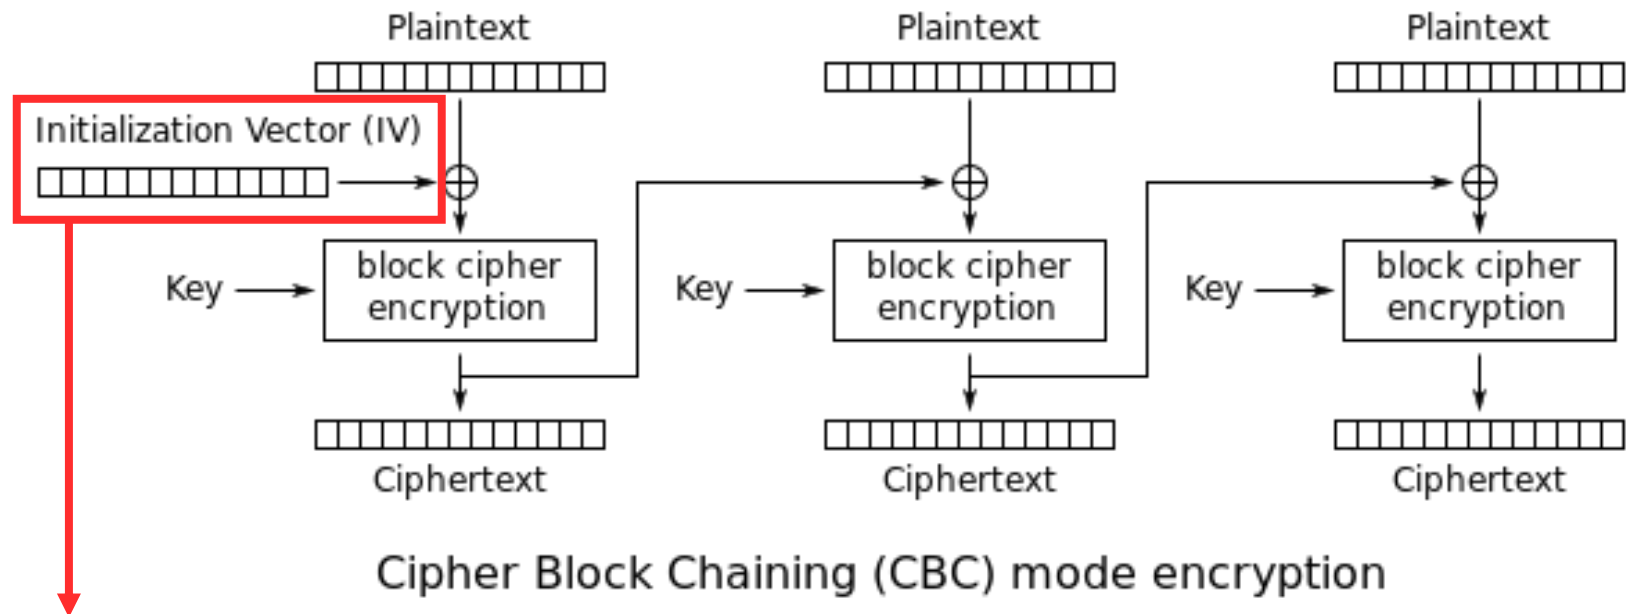 Plaintext
Plaintext
Plaintext
Initialization Vector (IV)
Key
block cipher
encryption
Key
block cipher
encryption
Key
block cipher
encryption
Ciphertext
Ciphertext
Ciphertext
Cipher Block Chaining (CBC) mode encryption